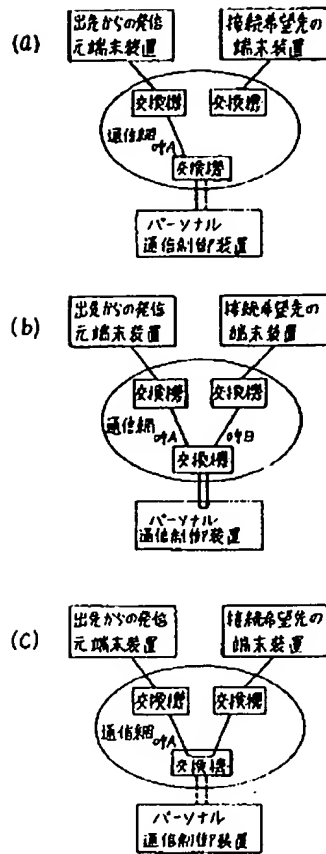 (a)
出先からの発信
元端末装置
接続希望先の
端末装置
交換機
交換機
通信網
呼A
交換機
パーソナル
通信制御装置
(b)
出先からの発信
元端末装置
接続希望先の
端末装置
交換機
交換機
通信網
呼A
呼B
交換機
パーソナル
通信制御装置
(c)
出先からの発信
元端末装置
接続希望先の
端末装置
交換機
交換機
通信網
呼A
交換機
パーソナル
通信制御装置